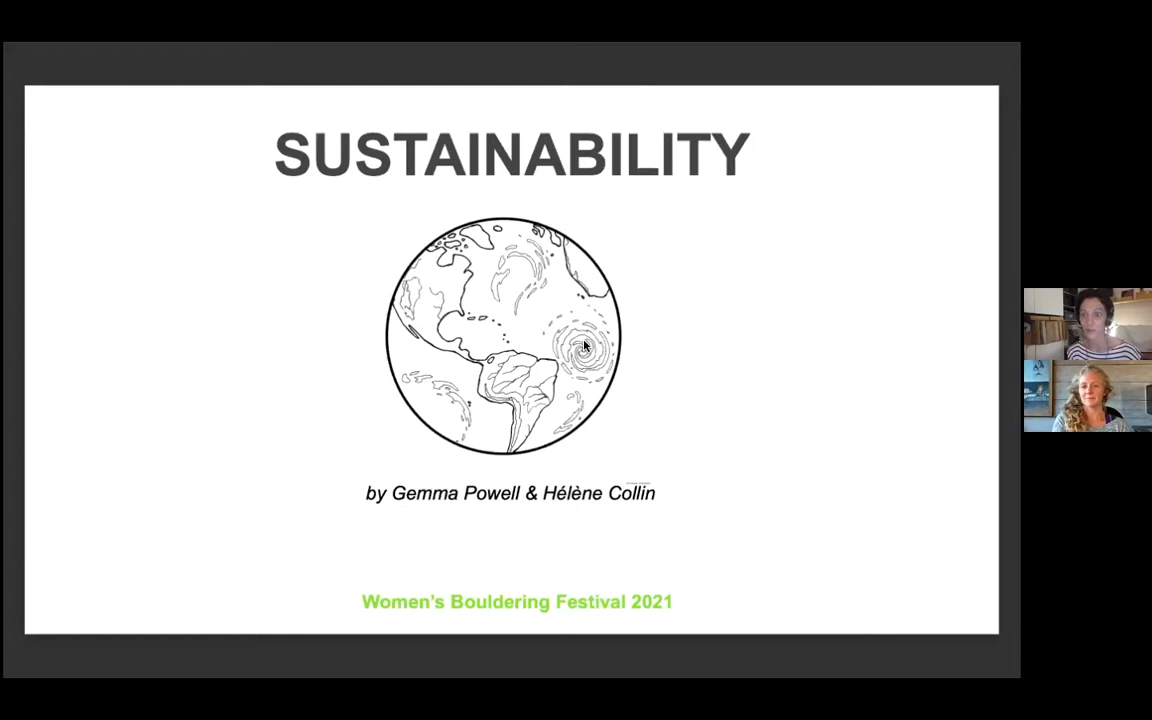 SUSTAINABILITY
by Gemma Powell & Hélène Collin
Women's Bouldering Festival 2021